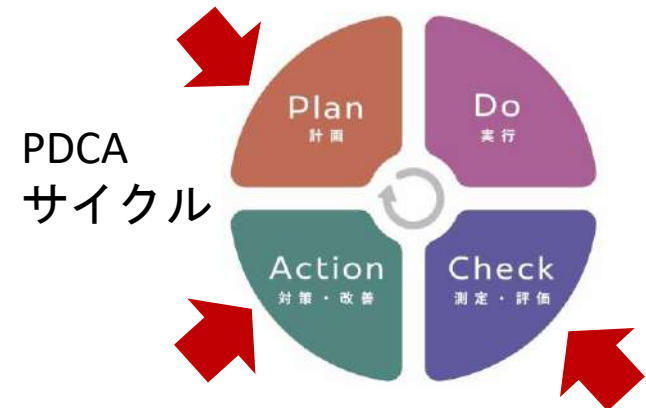 PDCA
サイクル
Plan
計画
Do
実行
Action
対策・改善
Check
測定・評価